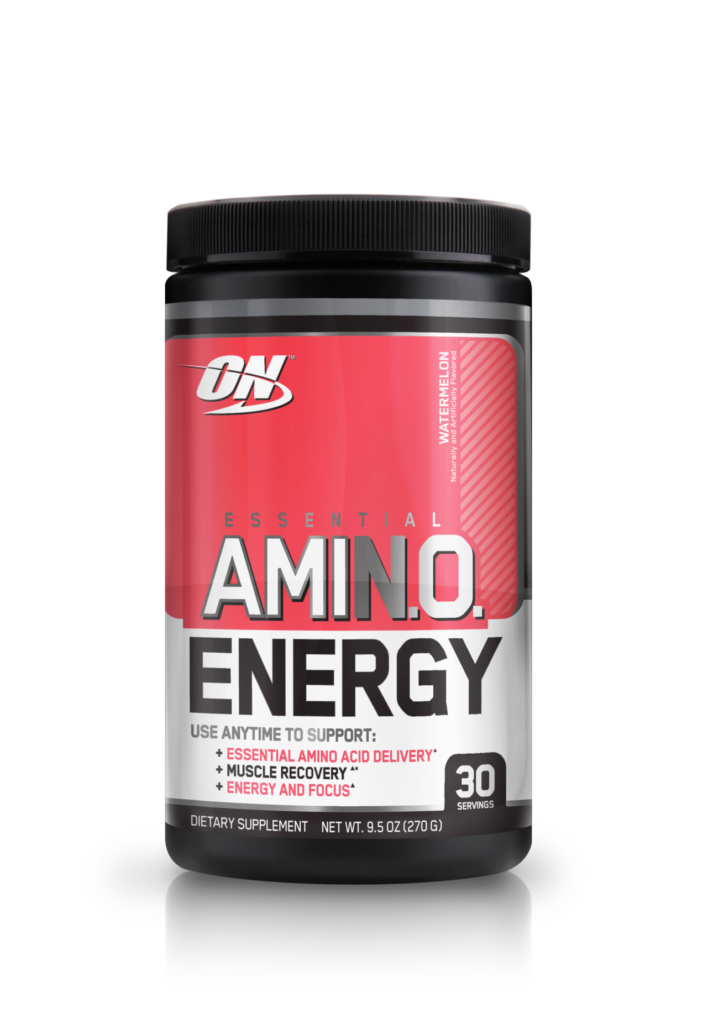 ON™
WATERMELON
Naturally and Artificially Flavored
ESSENTIAL
AMIN.O.
ENERGY
USE ANYTIME TO SUPPORT:
+ ESSENTIAL AMINO ACID DELIVERY▲
+ MUSCLE RECOVERY ▲*
+ ENERGY AND FOCUS▲
30
SERVINGS
DIETARY SUPPLEMENT NET WT. 9.5 OZ (270 G)